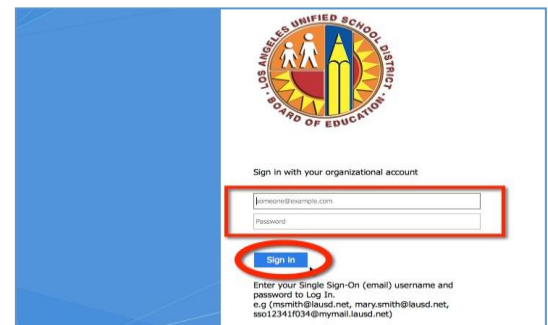 LOS ANGELES UNIFIED SCHOOL DISTRICT
BOARD OF EDUCATION
Sign in with your organizational account
someone@example.com
Password
Sign in
Enter your Single Sign-On (email) username and
password to Log In.
e.g (msmith@lausd.net, mary.smith@lausd.net,
sso12341f034@mymail.lausd.net)